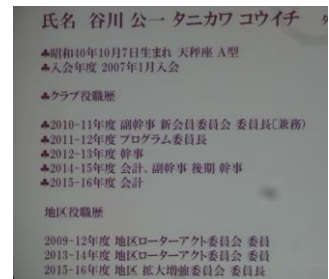 氏名 谷川 公一 タニカワ コウイチ
♣昭和40年10月7日生まれ 天秤座 A型
♣入会年度 2007年1月入会
♣クラブ役職歴
♣2010-11年度 副幹事 新会員委員会 委員長〔兼務〕
♣2011-12年度 プログラム委員長
♣2012-13年度 幹事
♣2014-15年度 会計、副幹事 後期 幹事
♣2015-16年度 会計
地区役職歴
2009-12年度 地区ローターアクト委員会 委員
2013-14年度 地区ローターアクト委員会 委員
2015-16年度 地区 拡大増強委員会 委員長